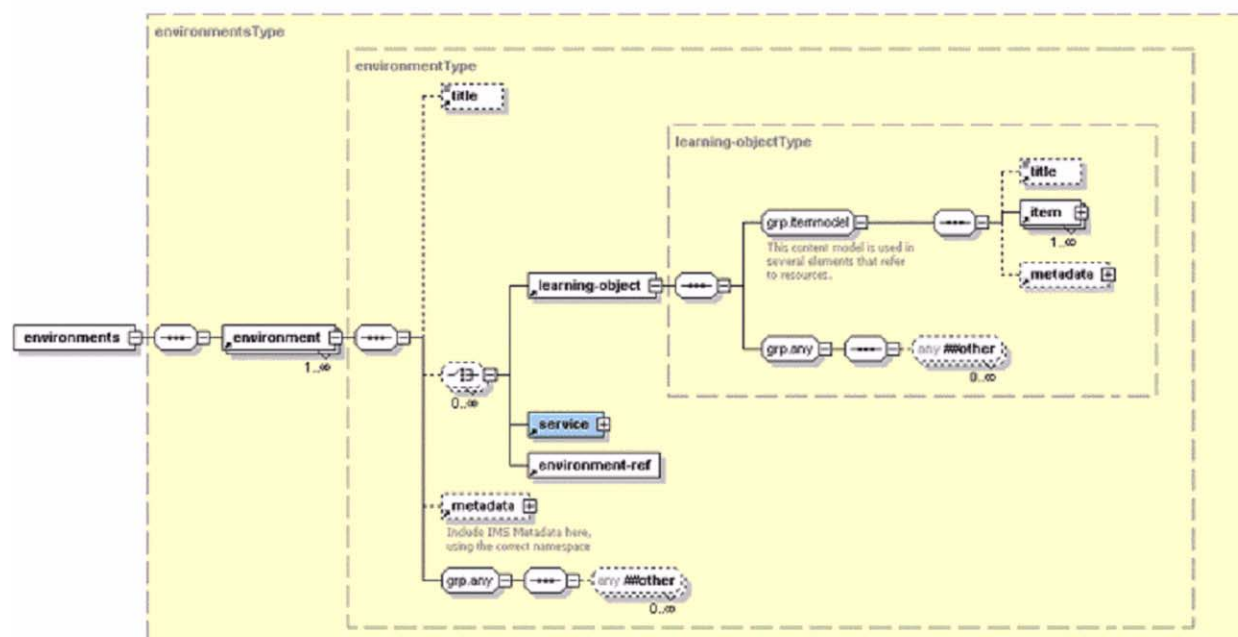 environmentsType
environmentType
title
learning-objectType
title
grp.itemmodel
item
This content model is used in
several elements that refer
to resources.
1..∞
metadata
learning-object
environments
environment
grp.any
any ##other
1..∞
0..∞
0..∞
service
environment-ref
metadata
Include IMS Metadata here,
using the correct namespace
grp.any
any ##other
0..∞